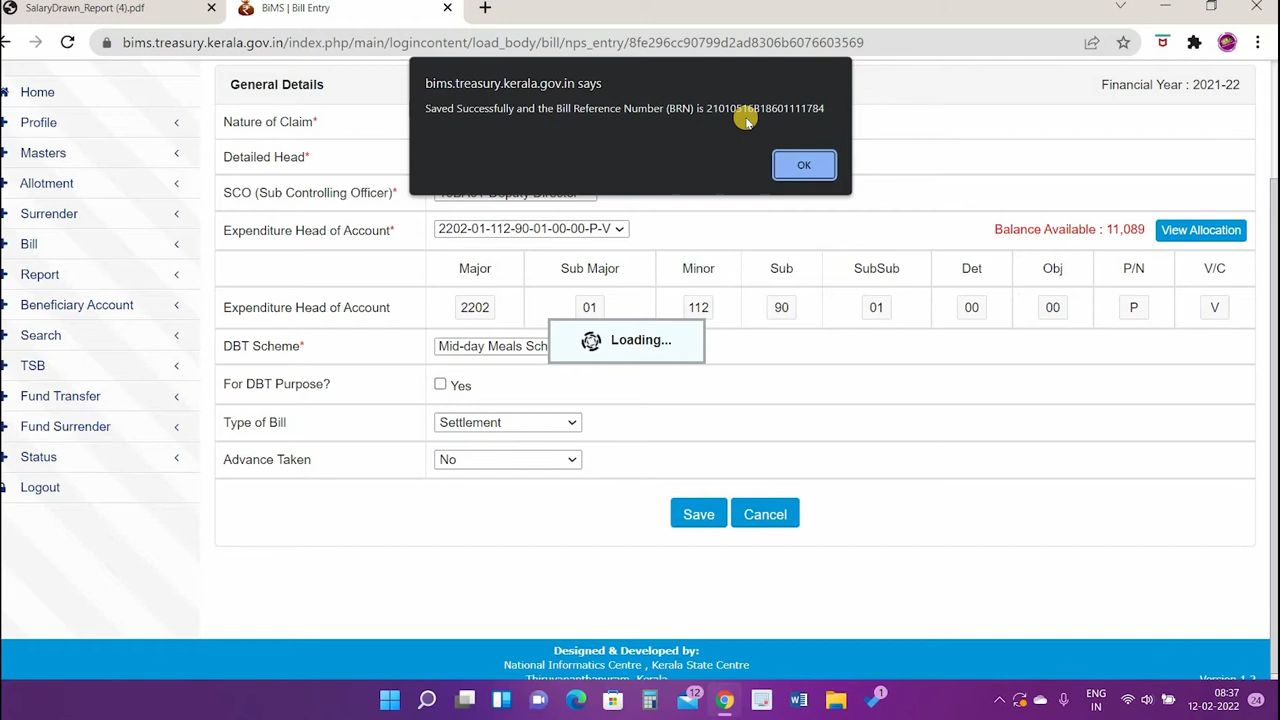 SalaryDrawn_Report (4).pdf
BiMS | Bill Entry
bims.treasury.kerala.gov.in/index.php/main/logincontent/load_body/bill/nps_entry/8fe296cc90799d2ad8306b6076603569
bims.treasury.kerala.gov.in says
Saved Successfully and the Bill Reference Number (BRN) is 21010516B18601111784
OK
Home
Profile
Masters
Allotment
Surrender
Bill
Report
Beneficiary Account
Search
TSB
Fund Transfer
Fund Surrender
Status
Logout
General Details
Financial Year : 2021-22
Nature of Claim*
Detailed Head*
SCO (Sub Controlling Officer)*
Expenditure Head of Account*
2202-01-112-90-01-00-00-P-V
Balance Available : 11,089
View Allocation
Major Sub Major Minor Sub SubSub Det Obj P/N V/C
Expenditure Head of Account 2202 01 112 90 01 00 00 P V
DBT Scheme* Mid-day Meals Sch
Loading...
For DBT Purpose? Yes
Type of Bill Settlement
Advance Taken No
Save Cancel
Designed & Developed by:
National Informatics Centre , Kerala State Centre
Thiruvananthapuram, Kerala
12
1
ENG
IN
08:37
12-02-2022
24